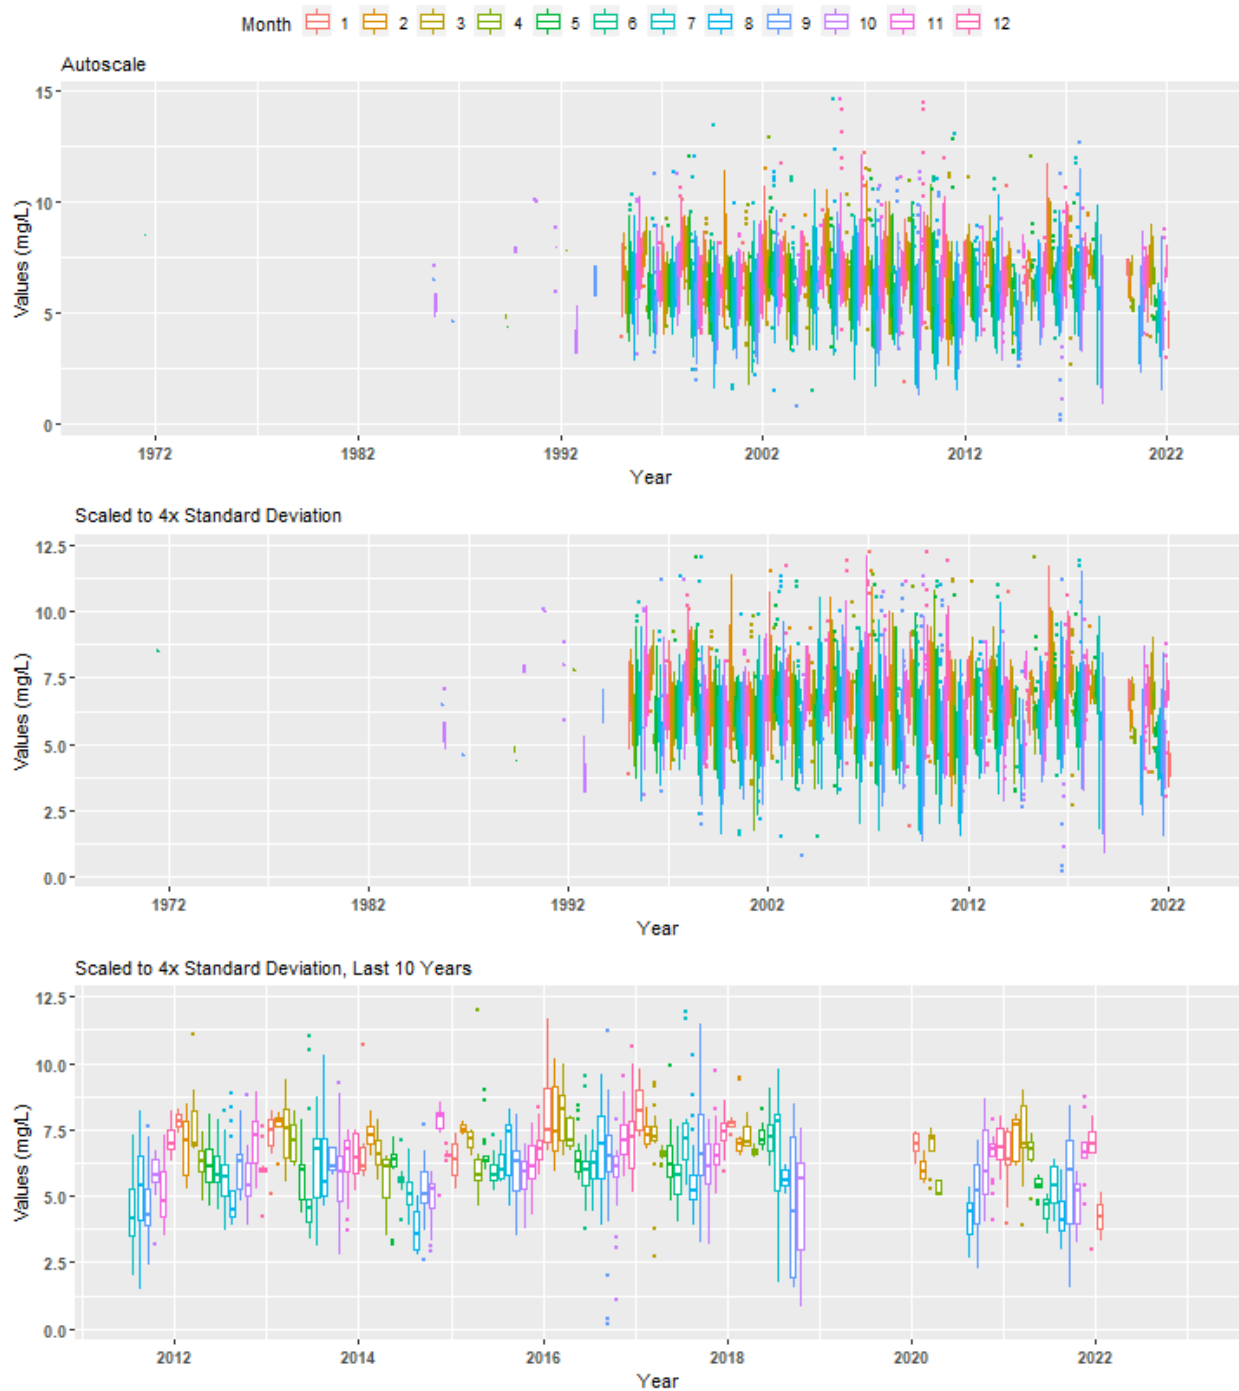 Month 1 2 3 4 5 6 7 8 9 10 11 12
Autoscale
15
10
5
0
Values (mg/L)
1972 1982 1992 2002 2012 2022
Year
Scaled to 4x Standard Deviation
12.5
10.0
7.5
5.0
2.5
0.0
Values (mg/L)
1972 1982 1992 2002 2012 2022
Year
Scaled to 4x Standard Deviation, Last 10 Years
12.5
10.0
7.5
5.0
2.5
0.0
Values (mg/L)
2012 2014 2016 2018 2020 2022
Year